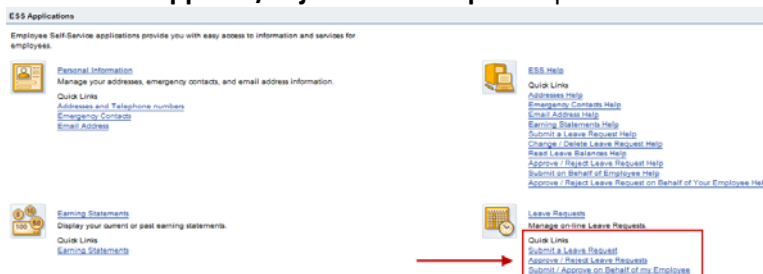 ESS Applications
Employee Self-Service applications provide you with easy access to information and services for
employees.
Personal Information
Manage your addresses, emergency contacts, and email address information.
Quick Links
Addresses and Telephone numbers
Emergency Contacts
Email Address
ESS Help
Quick Links
Addresses Help
Emergency Contacts Help
Email Address Help
Earning Statements Help
Submit a Leave Request Help
Change / Delete Leave Request Help
Read Leave Balances Help
Approve / Reject Leave Request Help
Submit on Behalf of Employee Help
Approve / Reject Leave Request on Behalf of Your Employee Hel
Earning Statements
Display your current or past earning statements.
Quick Links
Earning Statements
Leave Requests
Manage on-line Leave Requests.
Quick Links
Submit a Leave Request
Approve / Reject Leave Requests
Submit / Approve on Behalf of my Employee